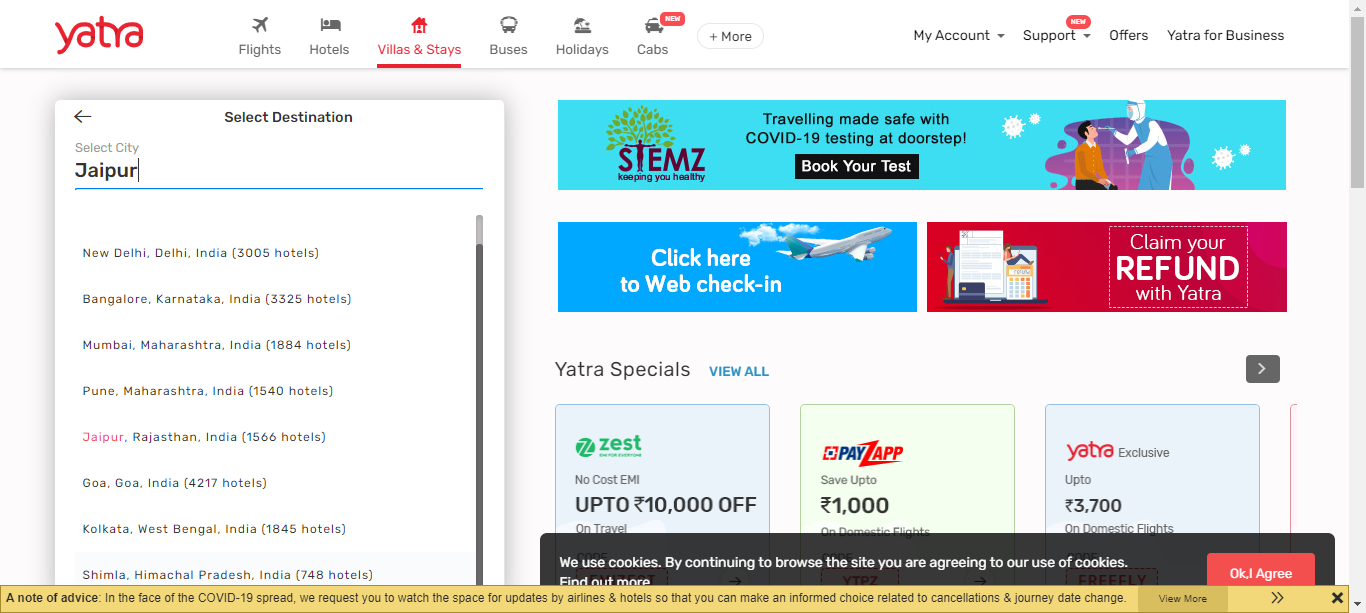 yatra
Flights
Hotels
Villas & Stays
Buses
Holidays
NEW
Cabs
+ More
My Account
NEW
Support
Offers
Yatra for Business
Select Destination
Select City
Jaipur
New Delhi, Delhi, India (3005 hotels)
Bangalore, Karnataka, India (3325 hotels)
Mumbai, Maharashtra, India (1884 hotels)
Pune, Maharashtra, India (1540 hotels)
Jaipur, Rajasthan, India (1566 hotels)
Goa, Goa, India (4217 hotels)
Kolkata, West Bengal, India (1845 hotels)
Shimla, Himachal Pradesh, India (748 hotels)
STEMZ
keeping you healthy
Travelling made safe with
COVID-19 testing at doorstep!
Book Your Test
Click here
to Web check-in
Claim your
REFUND
with Yatra
Yatra Specials
VIEW ALL
zest
EMI FOR EVERYONE
No Cost EMI
UPTO ₹10,000 OFF
On Travel
CODE
PAYZAPP
Save Upto
₹1,000
On Domestic Flights
CODE
YTPZ
yatra Exclusive
Upto
₹3,700
On Domestic Flights
CODE
FREEFLY
We use cookies. By continuing to browse the site you are agreeing to our use of cookies.
Find out more
Ok,I Agree
A note of advice: In the face of the COVID-19 spread, we request you to watch the space for updates by airlines & hotels so that you can make an informed choice related to cancellations & journey date change.
View More